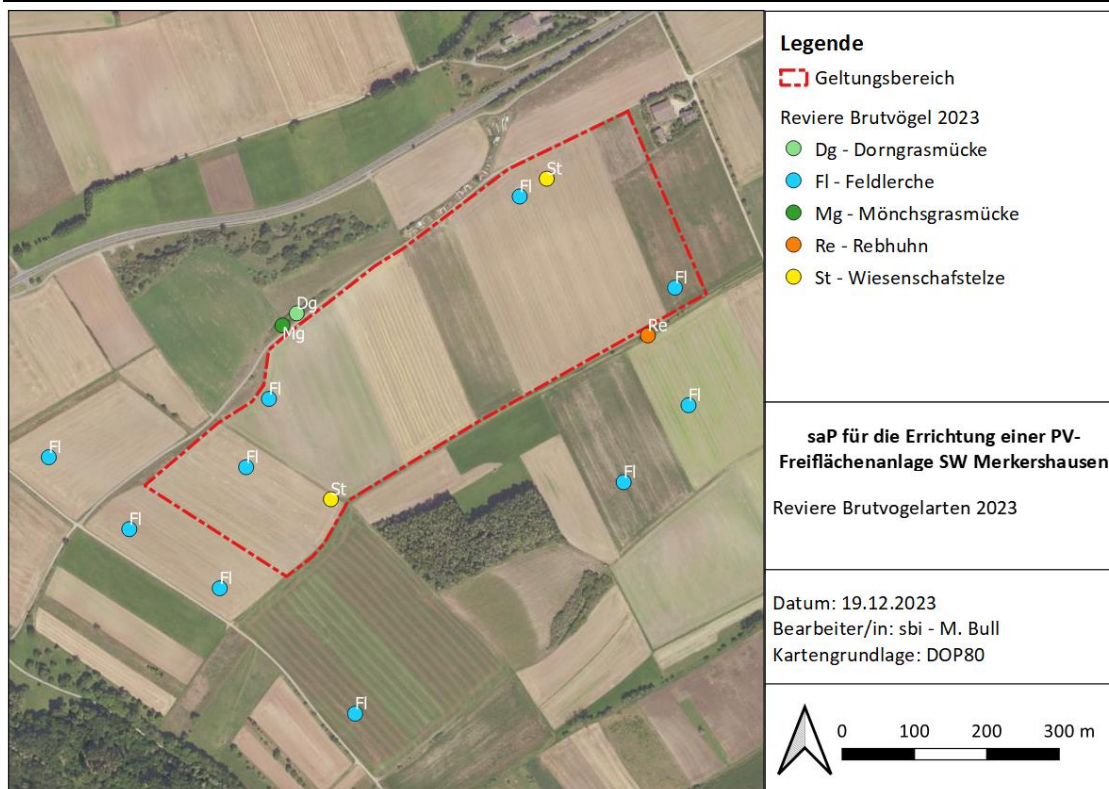 St
Fl
Fl
Dg
Re
Mg
Fl
Fl
Fl
Fl
Fl
St
Fl
Fl
Fl
Legende
Geltungsbereich
Reviere Brutvögel 2023
Dg - Dorngrasmücke
Fl - Feldlerche
Mg - Mönchsgrasmücke
Re - Rebhuhn
St - Wiesenschafstelze
saP für die Errichtung einer PV-
Freiflächenanlage SW Merkershausen
Reviere Brutvogelarten 2023
Datum: 19.12.2023
Bearbeiter/in: sbi - M. Bull
Kartengrundlage: DOP80
0 100 200 300 m